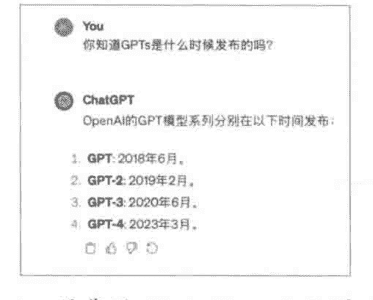 You
你知道GPTs是什么时候发布的吗？
ChatGPT
OpenAI的GPT模型系列分别在以下时间发布：
1. GPT: 2018年6月。
2. GPT-2: 2019年2月。
3. GPT-3: 2020年6月。
4. GPT-4: 2023年3月。